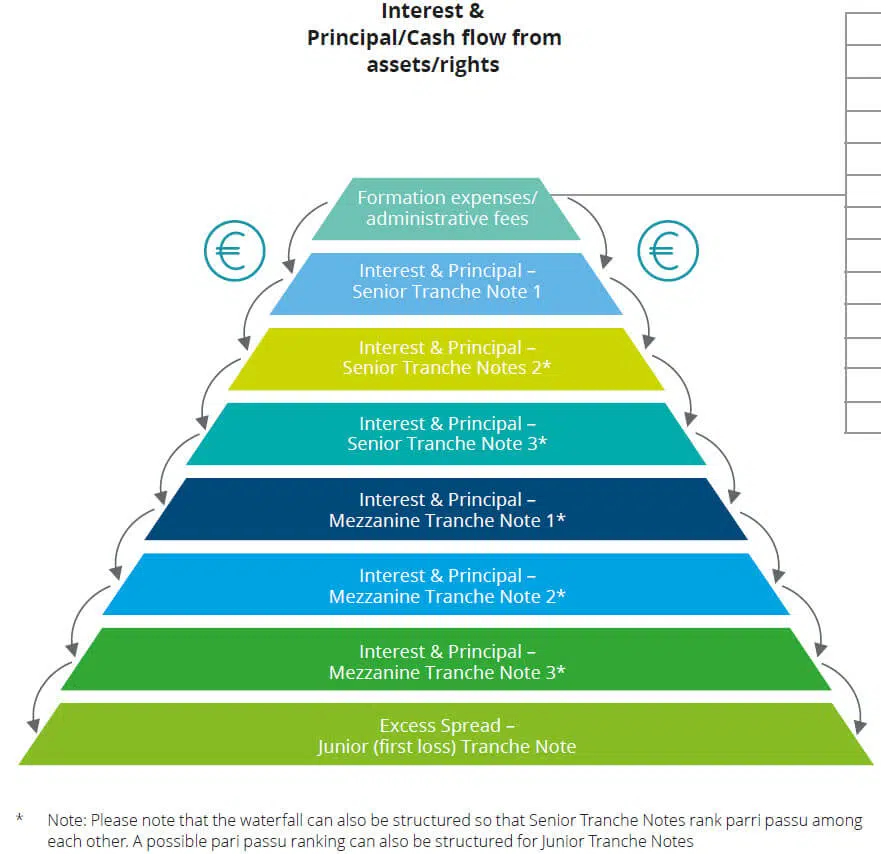 Interest &
Principal/Cash flow from
assets/rights
Formation expenses/
administrative fees
€
€
Interest & Principal –
Senior Tranche Note 1
Interest & Principal –
Senior Tranche Notes 2*
Interest & Principal –
Senior Tranche Note 3*
Interest & Principal –
Mezzanine Tranche Note 1*
Interest & Principal –
Mezzanine Tranche Note 2*
Interest & Principal –
Mezzanine Tranche Note 3*
Excess Spread –
Junior (first loss) Tranche Note
* Note: Please note that the waterfall can also be structured so that Senior Tranche Notes rank parri passu among
each other. A possible pari passu ranking can also be structured for Junior Tranche Notes